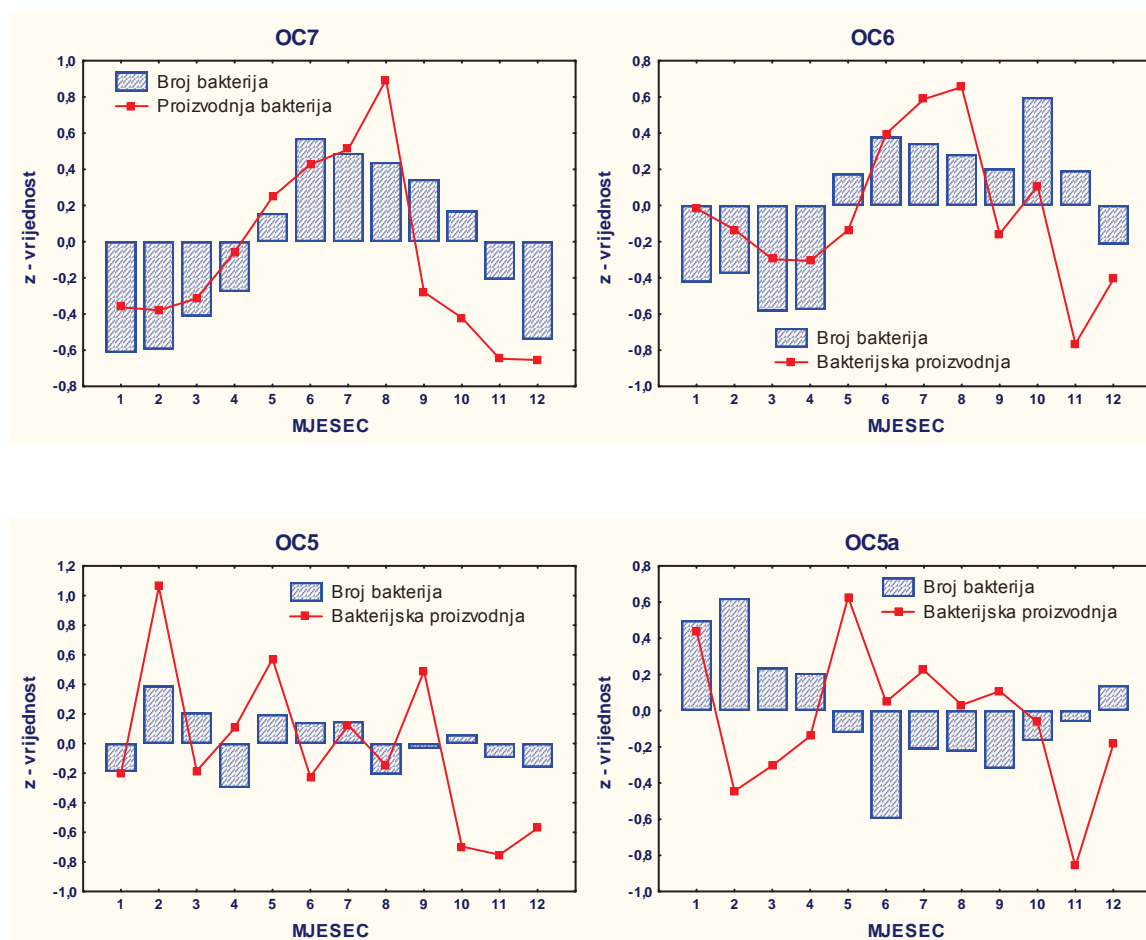 OC7
1,0
0,8
0,6
0,4
0,2
0,0
-0,2
-0,4
-0,6
-0,8
z - vrijednost
Broj bakterija
Proizvodnja bakterija
1 2 3 4 5 6 7 8 9 10 11 12
MJESEC
OC6
0,8
0,6
0,4
0,2
0,0
-0,2
-0,4
-0,6
-0,8
-1,0
z - vrijednost
Broj bakterija
Bakterijska proizvodnja
1 2 3 4 5 6 7 8 9 10 11 12
MJESEC
OC5
1,2
1,0
0,8
0,6
0,4
0,2
0,0
-0,2
-0,4
-0,6
-0,8
-1,0
z - vrijednost
Broj bakterija
Bakterijska proizvodnja
1 2 3 4 5 6 7 8 9 10 11 12
MJESEC
OC5a
0,8
0,6
0,4
0,2
0,0
-0,2
-0,4
-0,6
-0,8
-1,0
z - vrijednost
Broj bakterija
Bakterijska proizvodnja
1 2 3 4 5 6 7 8 9 10 11 12
MJESEC